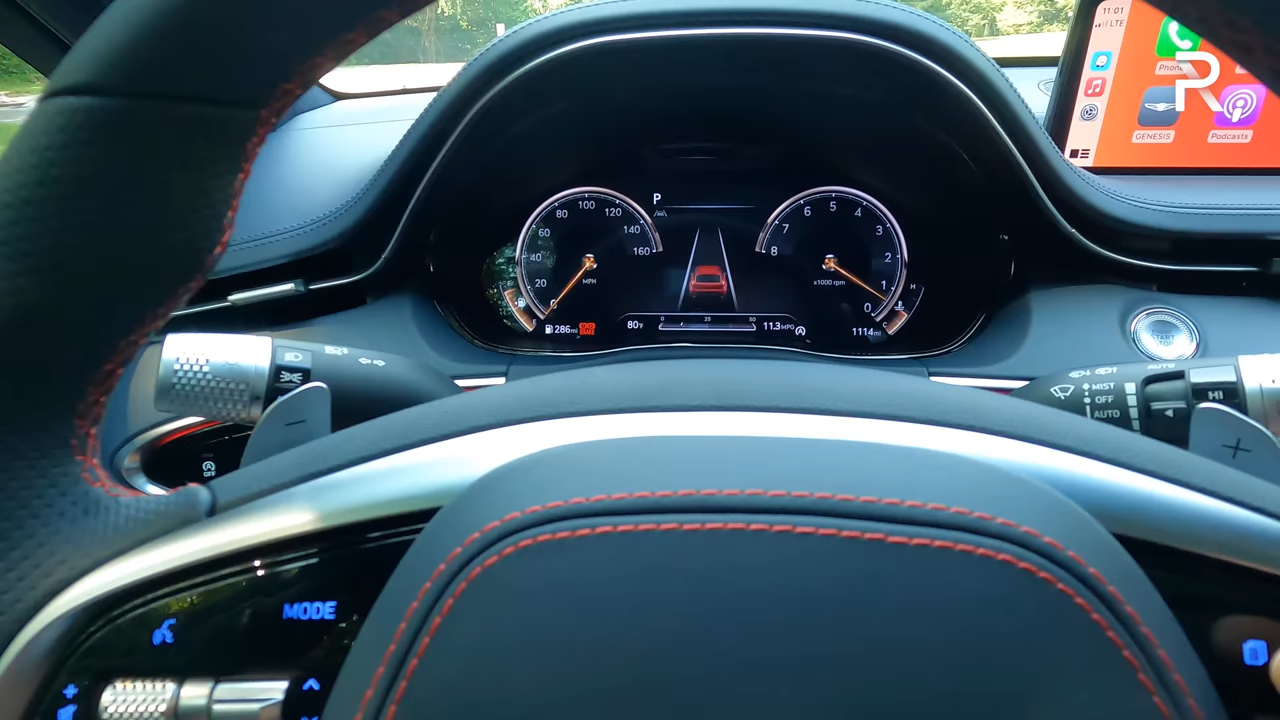 11:01
LTE
Phone
R
GENESIS
Podcasts
P
0
20
40
60
80
100
120
140
160
MPH
8
7
6
5
4
3
2
1
0
x1000 rpm
F
E
H
C
286mi
BRAKE
80°F
0 25 50
11.3MPG
1114mi
START
STOP
AUTO
MIST
OFF
AUTO
HI
−
+
OFF
MODE
+